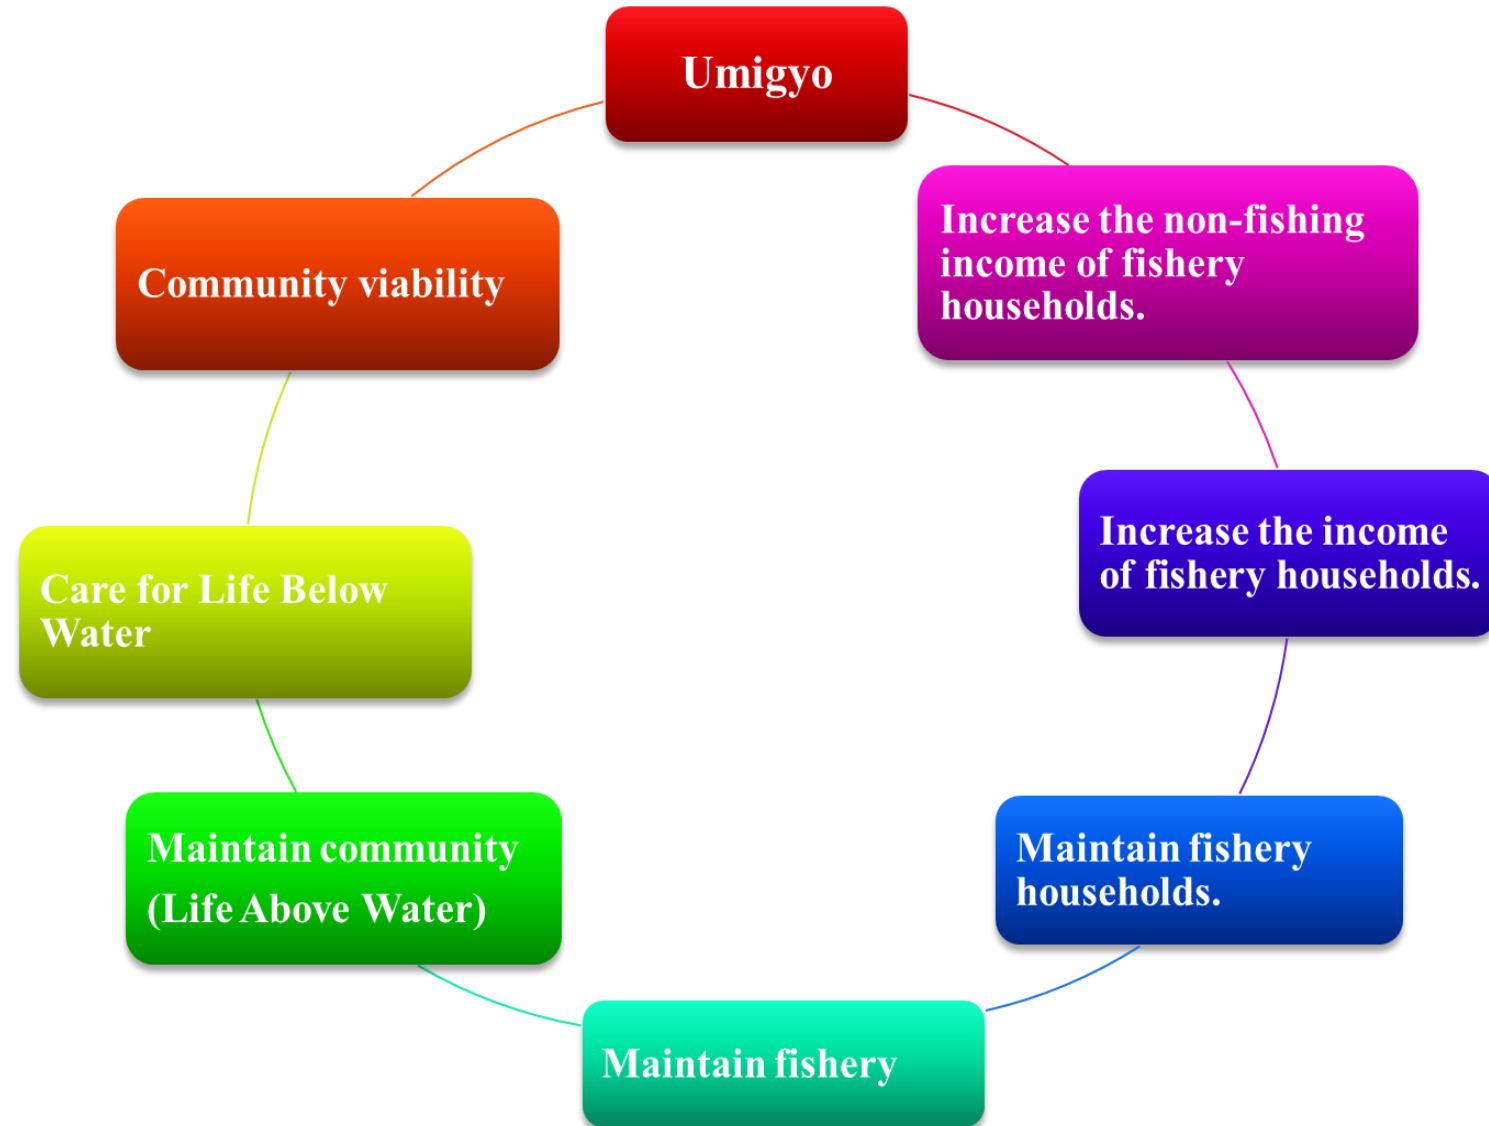 Umigyo
Increase the non-fishing
income of fishery
households.
Increase the income
of fishery households.
Maintain fishery
households.
Maintain fishery
Maintain community
(Life Above Water)
Care for Life Below
Water
Community viability